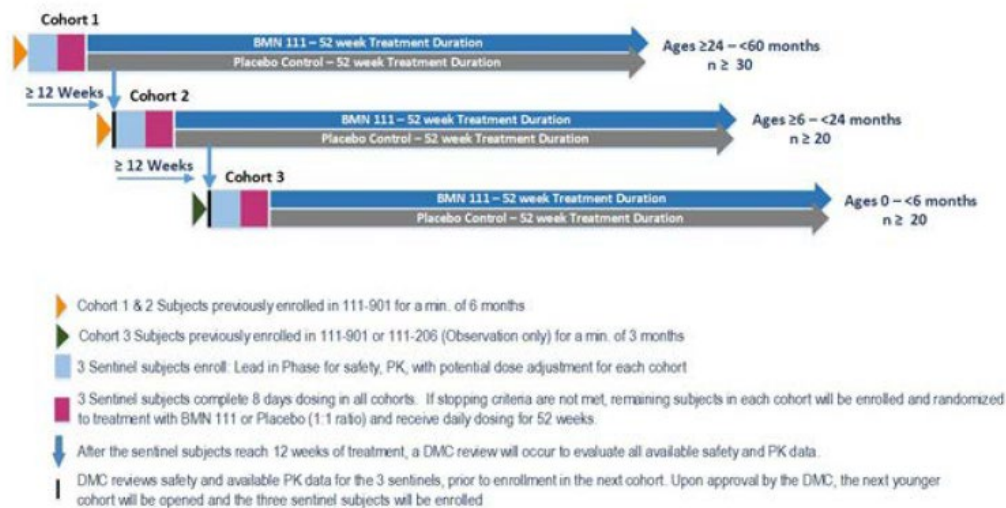 Cohort 1
BMN 111 – 52 week Treatment Duration
Placebo Control – 52 week Treatment Duration
Ages ≥24 – <60 months
n ≥ 30
≥ 12 Weeks
Cohort 2
BMN 111 – 52 week Treatment Duration
Placebo Control – 52 week Treatment Duration
Ages ≥6 – <24 months
n ≥ 20
≥ 12 Weeks
Cohort 3
BMN 111 – 52 week Treatment Duration
Placebo Control – 52 week Treatment Duration
Ages 0 – <6 months
n ≥ 20
Cohort 1 & 2 Subjects previously enrolled in 111-901 for a min. of 6 months
Cohort 3 Subjects previously enrolled in 111-901 or 111-206 (Observation only) for a min. of 3 months
3 Sentinel subjects enroll: Lead in Phase for safety, PK, with potential dose adjustment for each cohort
3 Sentinel subjects complete 8 days dosing in all cohorts. If stopping criteria are not met, remaining subjects in each cohort will be enrolled and randomized
to treatment with BMN 111 or Placebo (1:1 ratio) and receive daily dosing for 52 weeks.
After the sentinel subjects reach 12 weeks of treatment, a DMC review will occur to evaluate all available safety and PK data.
DMC reviews safety and available PK data for the 3 sentinels, prior to enrollment in the next cohort. Upon approval by the DMC, the next younger
cohort will be opened and the three sentinel subjects will be enrolled